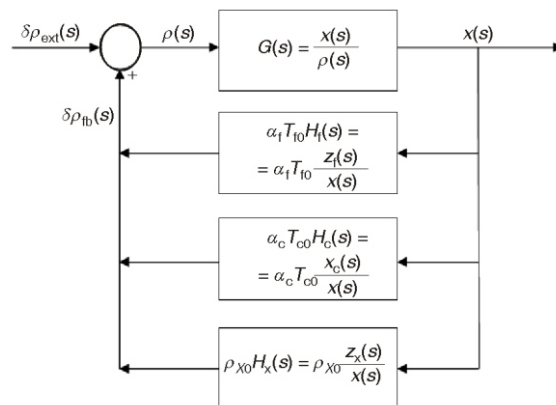 δρext(s)
ρ(s)
G(s) = x(s)/ρ(s)
x(s)
+
δρfb(s)
αfTf0Hf(s) =
= αfTf0 zf(s)/x(s)
αcTc0Hc(s) =
= αcTc0 xc(s)/x(s)
ρX0Hx(s) = ρX0 zx(s)/x(s)